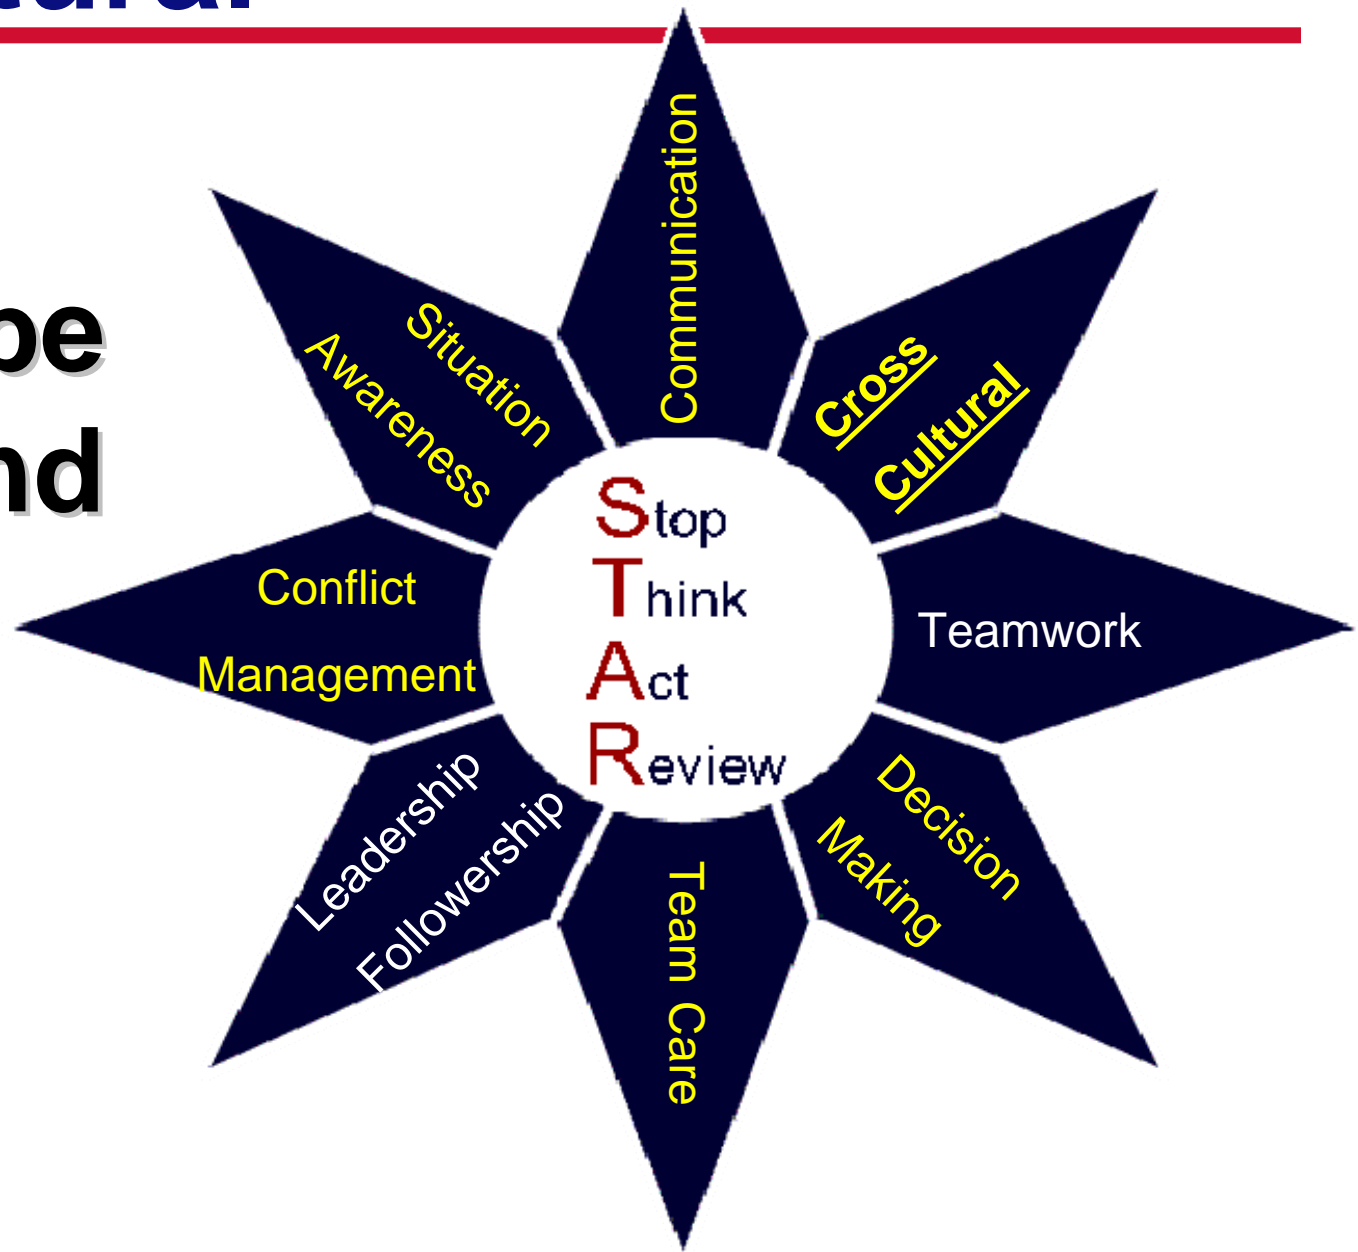 Communication
Cross
Cultural
Situation
Awareness
Stop
Think
Act
Review
Conflict
Management
Teamwork
Leadership
Followership
Decision
Making
Team Care